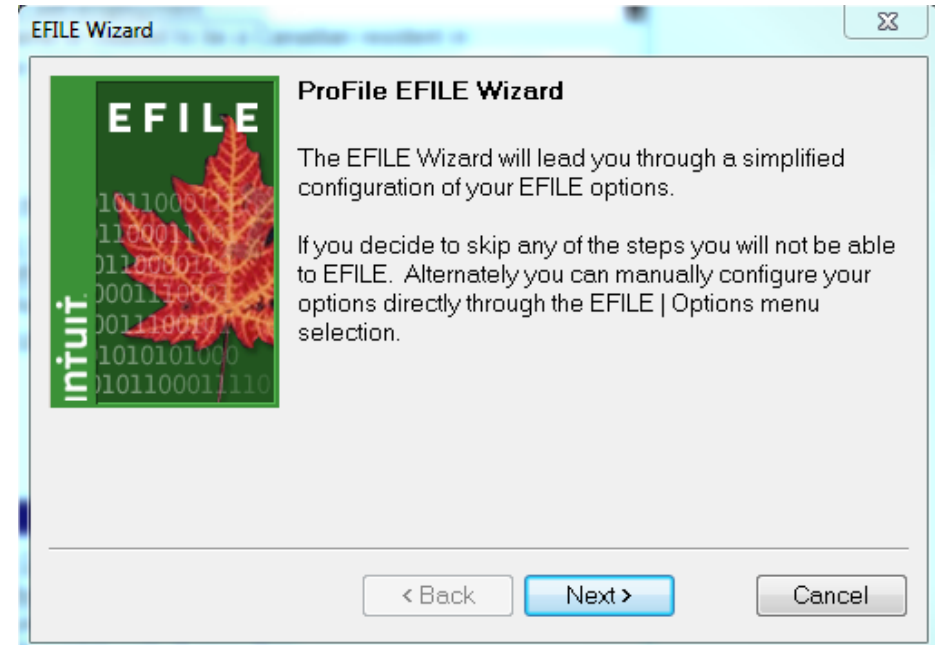 EFILE Wizard
ProFile EFILE Wizard
The EFILE Wizard will lead you through a simplified
configuration of your EFILE options.
If you decide to skip any of the steps you will not be able
to EFILE. Alternately you can manually configure your
options directly through the EFILE | Options menu
selection.
EFILE
intuit
1010101000
< Back
Next >
Cancel